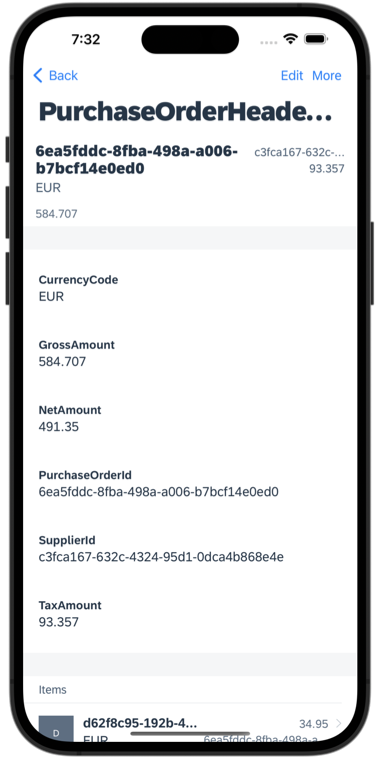 7:32
Back
Edit More
PurchaseOrderHeade...
6ea5fddc-8fba-498a-a006-
b7bcf14e0ed0
c3fca167-632c-...
93.357
EUR
584.707
CurrencyCode
EUR
GrossAmount
584.707
NetAmount
491.35
PurchaseOrderId
6ea5fddc-8fba-498a-a006-b7bcf14e0ed0
SupplierId
c3fca167-632c-4324-95d1-0dca4b868e4e
TaxAmount
93.357
Items
D
d62f8c95-192b-4...
34.95
EUR
6ea5fddc-8fba-498a-a...